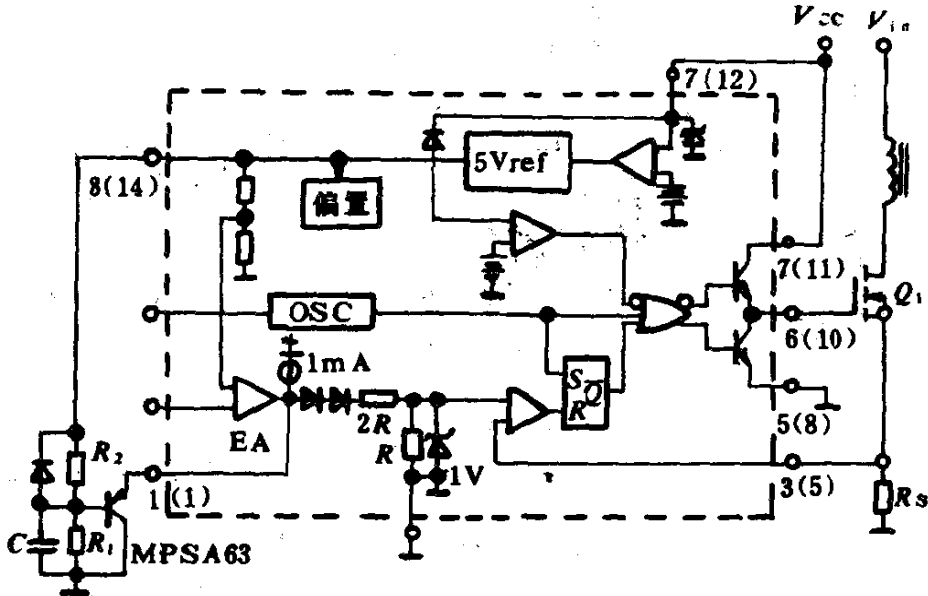 Vcc
Vin
7(12)
8(14)
5Vref
偏置
7(11)
Q1
OSC
6(10)
1mA
S
Q̅
R
EA
2R
5(8)
R
1V
R2
1(1)
3(5)
Rs
C
R1
MPSA63